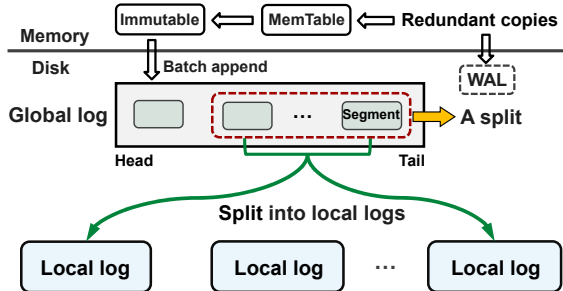 Immutable
MemTable
Redundant copies
Memory
Disk
Batch append
WAL
Global log
...
Segment
A split
Head
Tail
Split into local logs
Local log
Local log
...
Local log